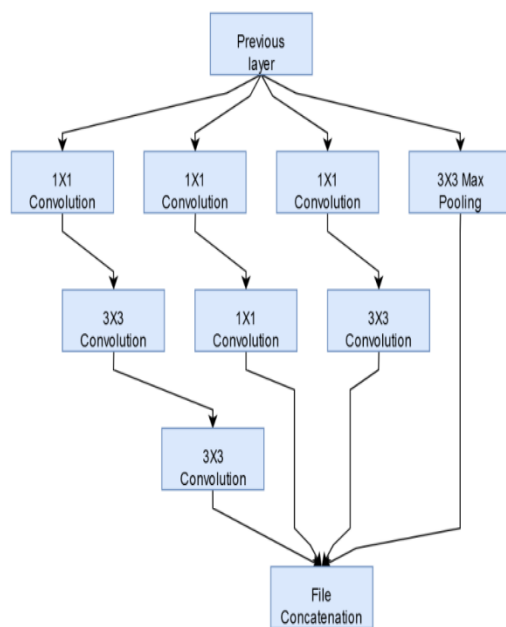 Previous
layer
1X1
Convolution
1X1
Convolution
1X1
Convolution
3X3 Max
Pooling
3X3
Convolution
1X1
Convolution
3X3
Convolution
3X3
Convolution
File
Concatenation